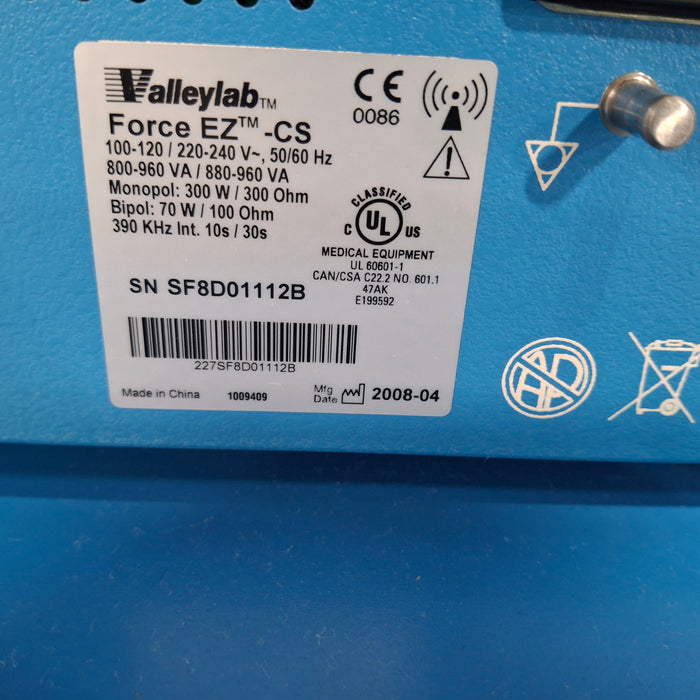 Valleylab™
Force EZ™ -CS
100-120 / 220-240 V~, 50/60 Hz
800-960 VA / 880-960 VA
Monopol: 300 W / 300 Ohm
Bipol: 70 W / 100 Ohm
390 KHz Int. 10s / 30s
CE
0086
CLASSIFIED
C UL US
MEDICAL EQUIPMENT
UL 60601-1
CAN/CSA C22.2 NO. 601.1
47AK
E199592
SN SF8D01112B
227SF8D01112B
Made in China 1009409
Mfg Date 2008-04